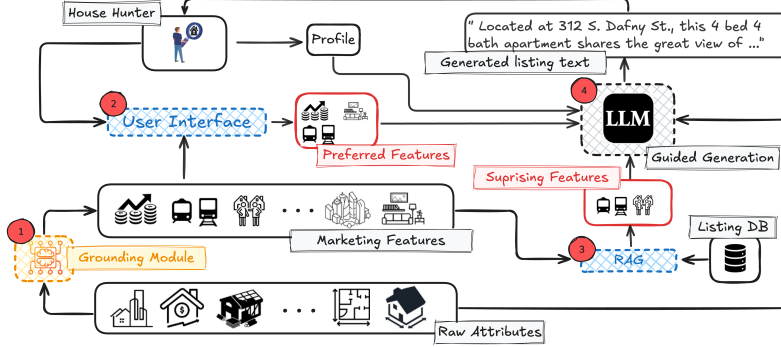 House Hunter
Profile
" Located at 312 S. Dafny St., this 4 bed 4
bath apartment shares the great view of ..."
Generated listing text
2
User Interface
Preferred Features
4
LLM
Guided Generation
Suprising Features
Marketing Features
1
Grounding Module
3
RAG
Listing DB
Raw Attributes